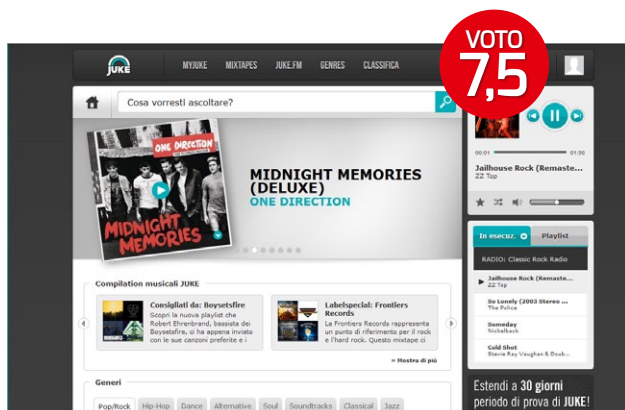 VOTO
7,5
JUKE
MYJUKE MIXTAPES JUKE.FM GENRES CLASSIFICA
Cosa vorresti ascoltare?
ONE DIRECTION
MIDNIGHT
MEMORIES
MIDNIGHT MEMORIES
(DELUXE)
ONE DIRECTION
00:01 01:56
Jailhouse Rock (Remaste...
ZZ Top
In esecuz. Playlist
RADIO: Classic Rock Radio
Jailhouse Rock (Remaste...
ZZ Top
So Lonely (2003 Stereo ...
The Police
Someday
Nickelback
Cold Shot
Stevie Ray Vaughan & Doub...
Compilation musicali JUKE
Consigliati da: Boysetsfire
Scopri la nuova playlist che
Robert Ehrenbrand, bassista dei
Boysetsfire, ci ha appena inviato
con le sue canzoni preferite e i
Labelspecial: Frontiers
Records
La Frontiers Records rappresenta
un punto di riferimento per il rock
e l'hard rock. Questo mixtape ci
» Mostra di più
Generi
Pop/Rock Hip-Hop Dance Alternative Soul Soundtracks Classical Jazz
Estendi a 30 giorni
periodo di prova di JUKE!